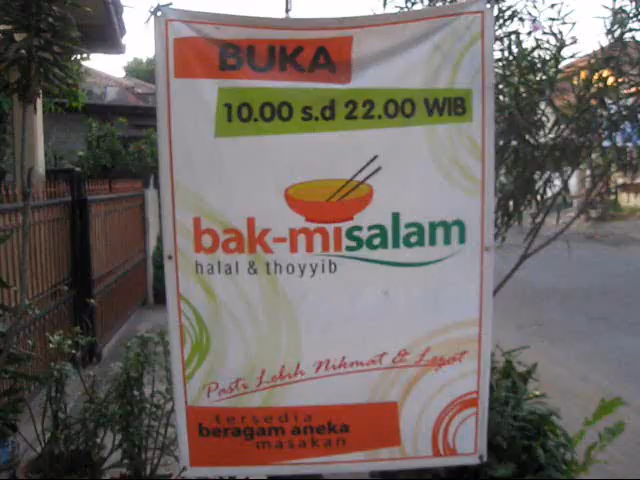 BUKA
10.00 s.d 22.00 WIB
bak-misalam
halal & thoyyib
Pasti Lebih Nikmat & Lezat
tersedia
beragam aneka
masakan